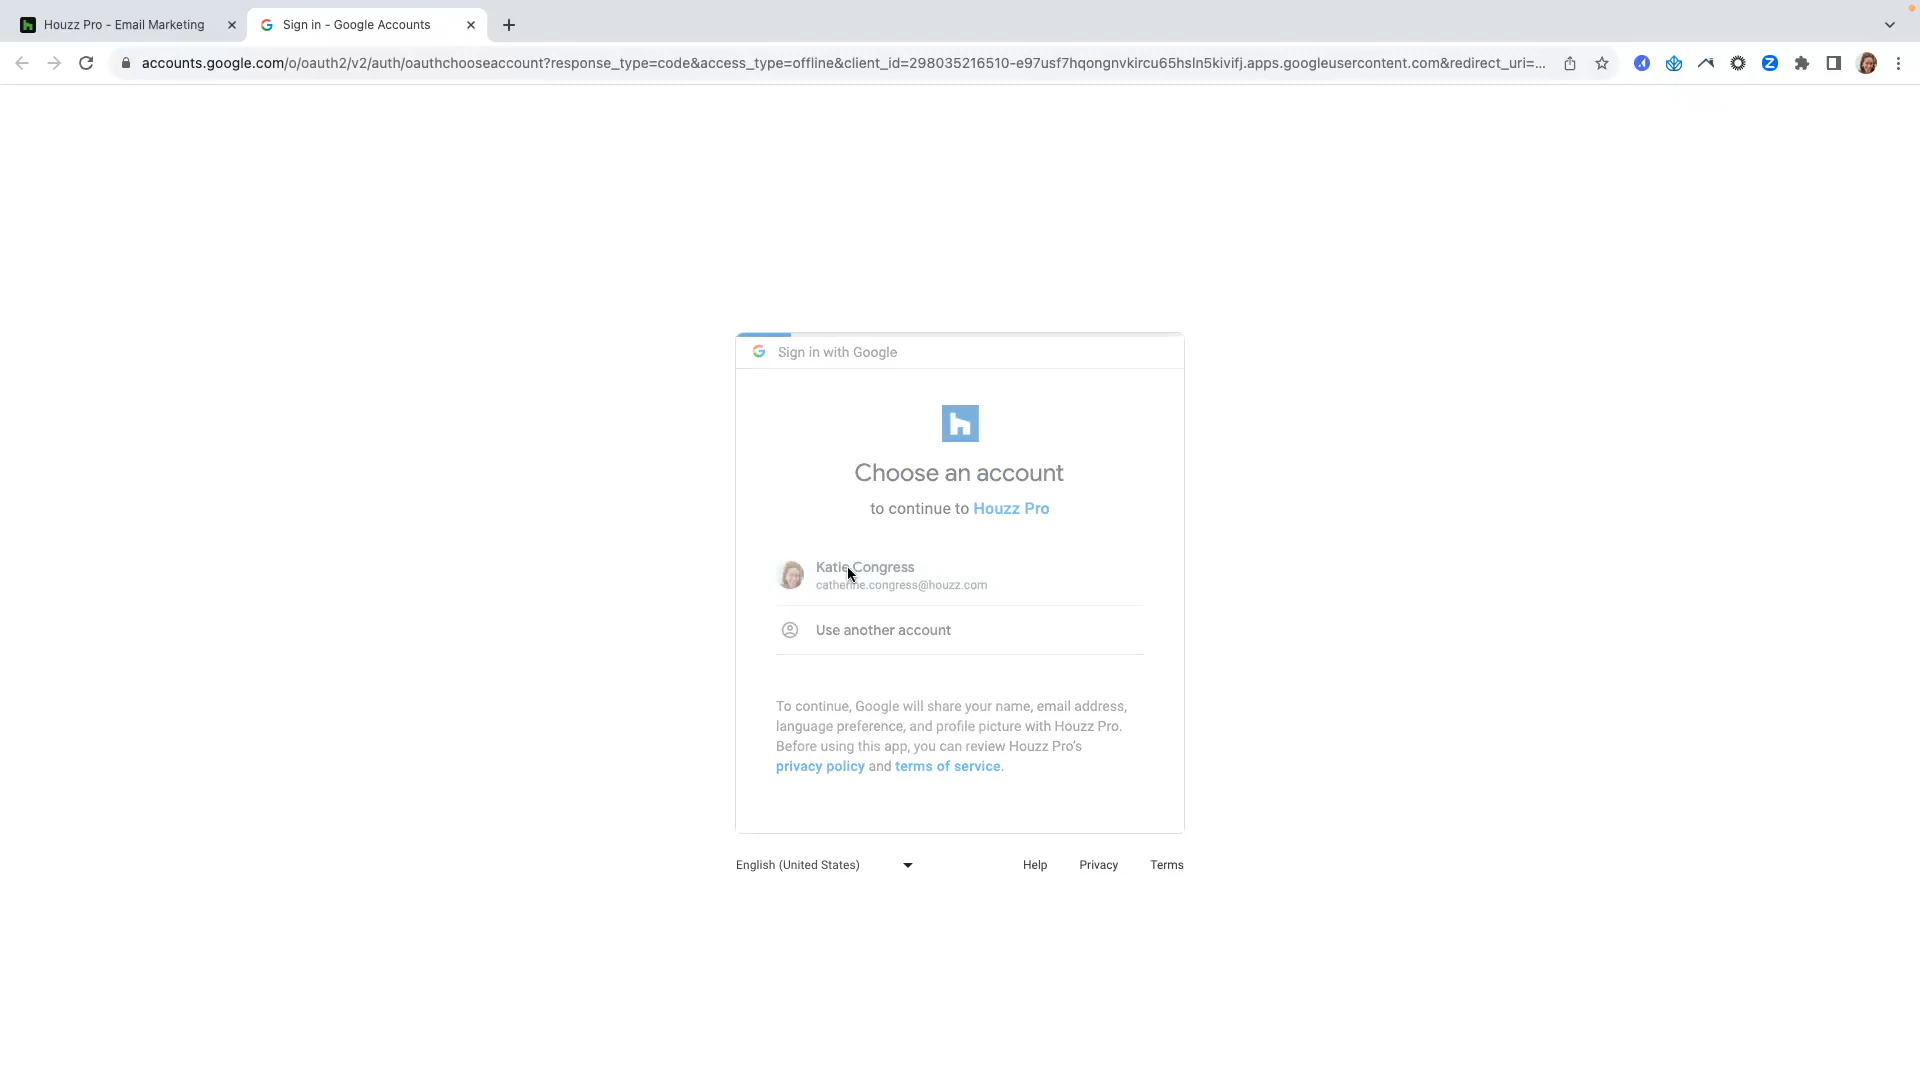 Houzz Pro - Email Marketing
Sign in - Google Accounts
accounts.google.com/o/oauth2/v2/auth/oauthchooseaccount?response_type=code&access_type=offline&client_id=298035216510-e97usf7hqongnvkircu65hsln5kivifj.apps.googleusercontent.com&redirect_uri=...
Sign in with Google
Choose an account
to continue to Houzz Pro
Katie Congress
catherine.congress@houzz.com
Use another account
To continue, Google will share your name, email address,
language preference, and profile picture with Houzz Pro.
Before using this app, you can review Houzz Pro's
privacy policy and terms of service.
English (United States)
Help
Privacy
Terms